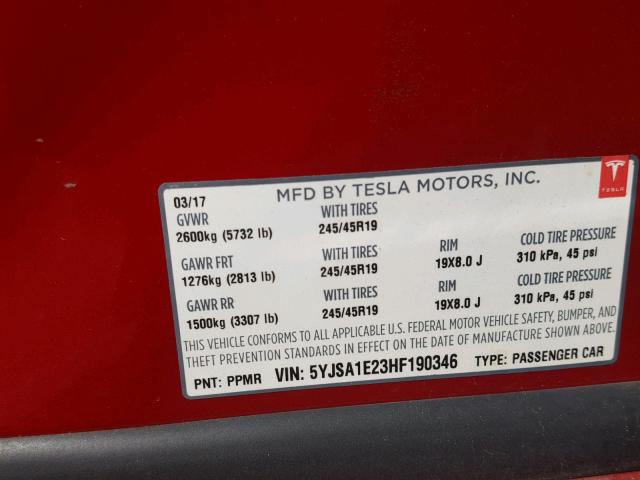 03/17 MFD BY TESLA MOTORS, INC. TESLA
GVWR WITH TIRES
2600kg (5732 lb) 245/45R19
GAWR FRT WITH TIRES RIM COLD TIRE PRESSURE
1276kg (2813 lb) 245/45R19 19X8.0 J 310 kPa, 45 psi
GAWR RR WITH TIRES RIM COLD TIRE PRESSURE
1500kg (3307 lb) 245/45R19 19X8.0 J 310 kPa, 45 psi
THIS VEHICLE CONFORMS TO ALL APPLICABLE U.S. FEDERAL MOTOR VEHICLE SAFETY, BUMPER, AND
THEFT PREVENTION STANDARDS IN EFFECT ON THE DATE OF MANUFACTURE SHOWN ABOVE.
PNT: PPMR VIN: 5YJSA1E23HF190346 TYPE: PASSENGER CAR